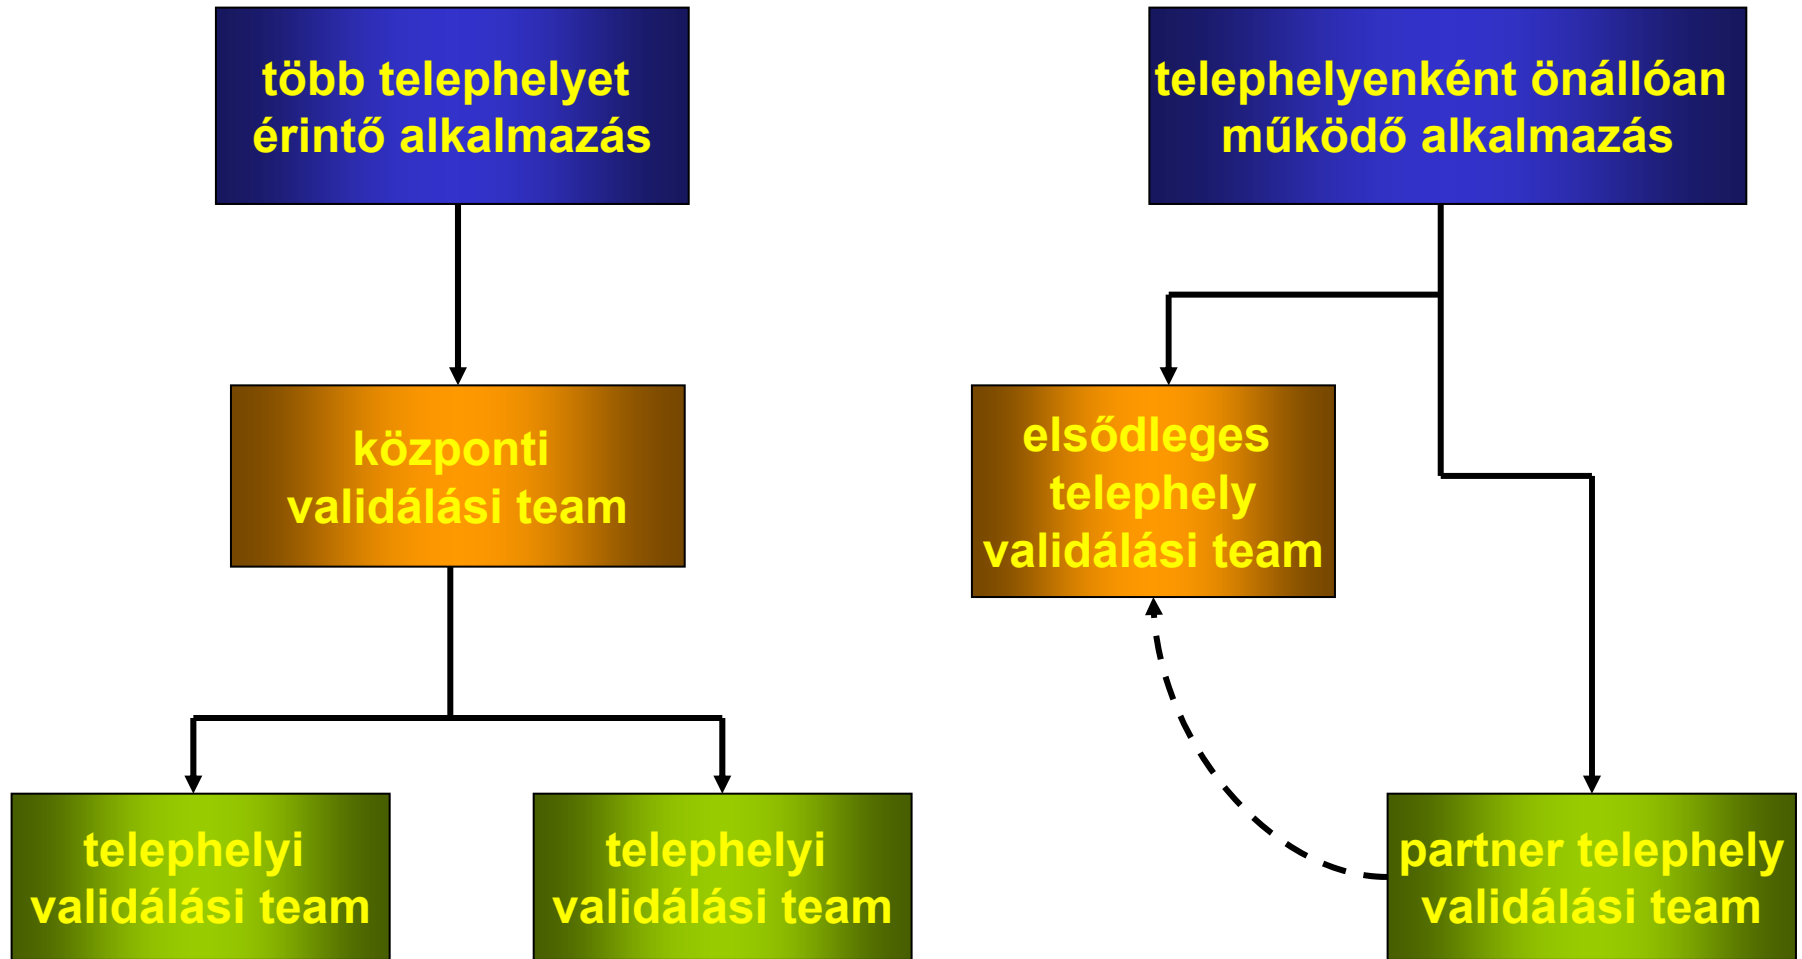 több telephelyet
érintő alkalmazás
telephelyenként önállóan
működő alkalmazás
központi
validálási team
elsődleges
telephely
validálási team
telephelyi
validálási team
telephelyi
validálási team
partner telephely
validálási team